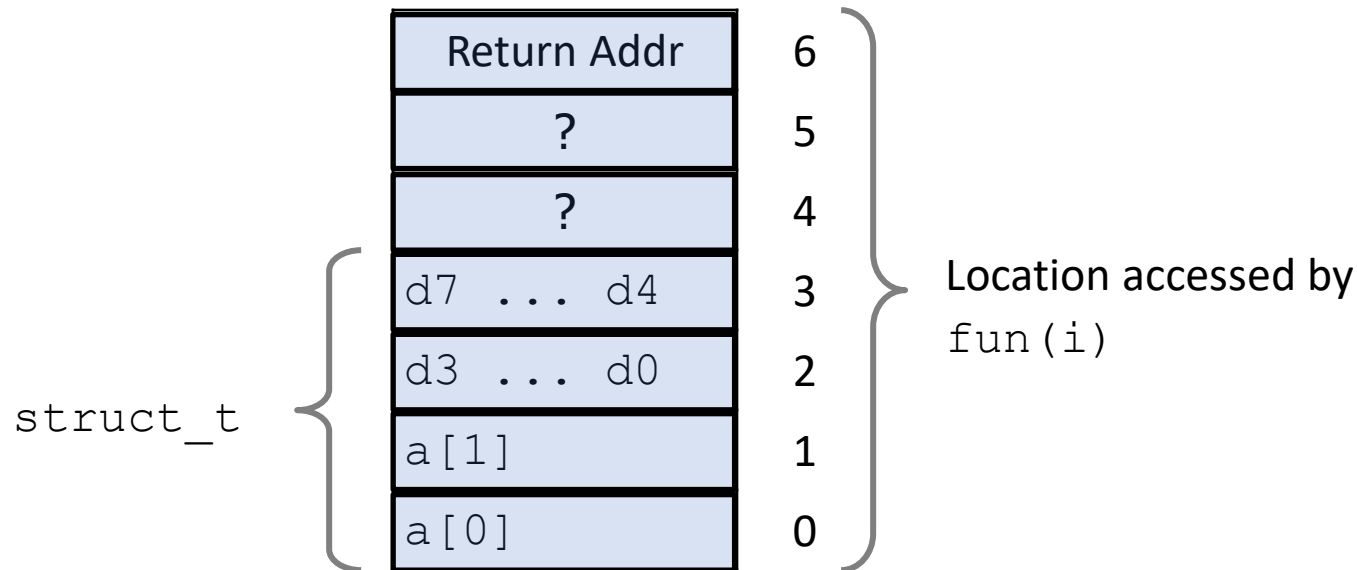 Return Addr 6
? 5
? 4
d7 ... d4 3
d3 ... d0 2
a[1] 1
a[0] 0
struct_t
Location accessed by
fun(i)